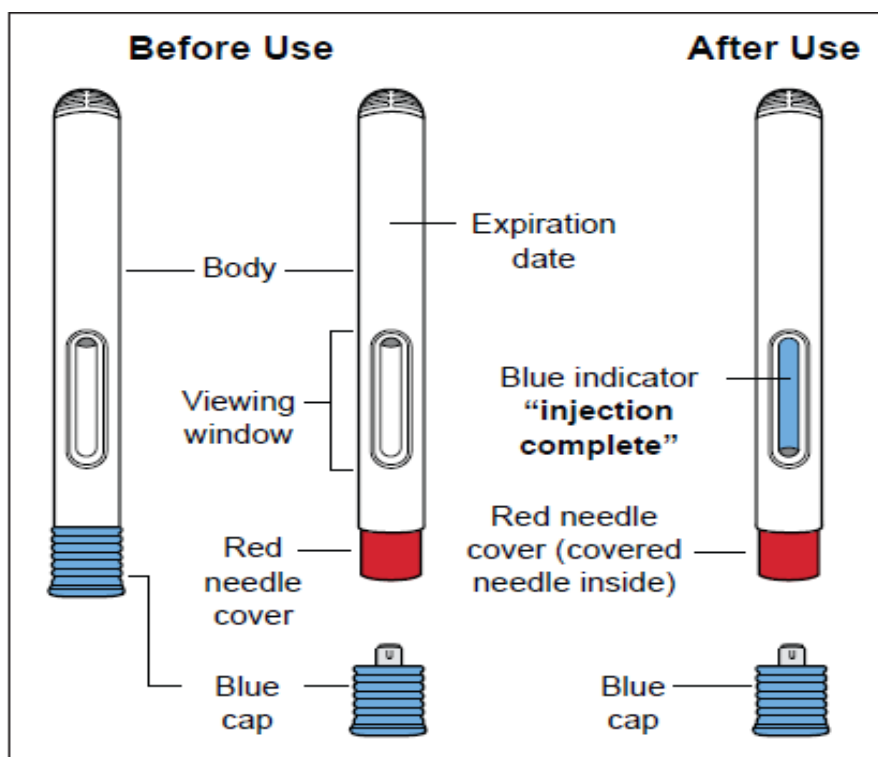 Before Use
After Use
Expiration
date
Body
Viewing
window
Blue indicator
“injection
complete”
Red
needle
cover
Red needle
cover (covered
needle inside)
Blue
cap
Blue
cap